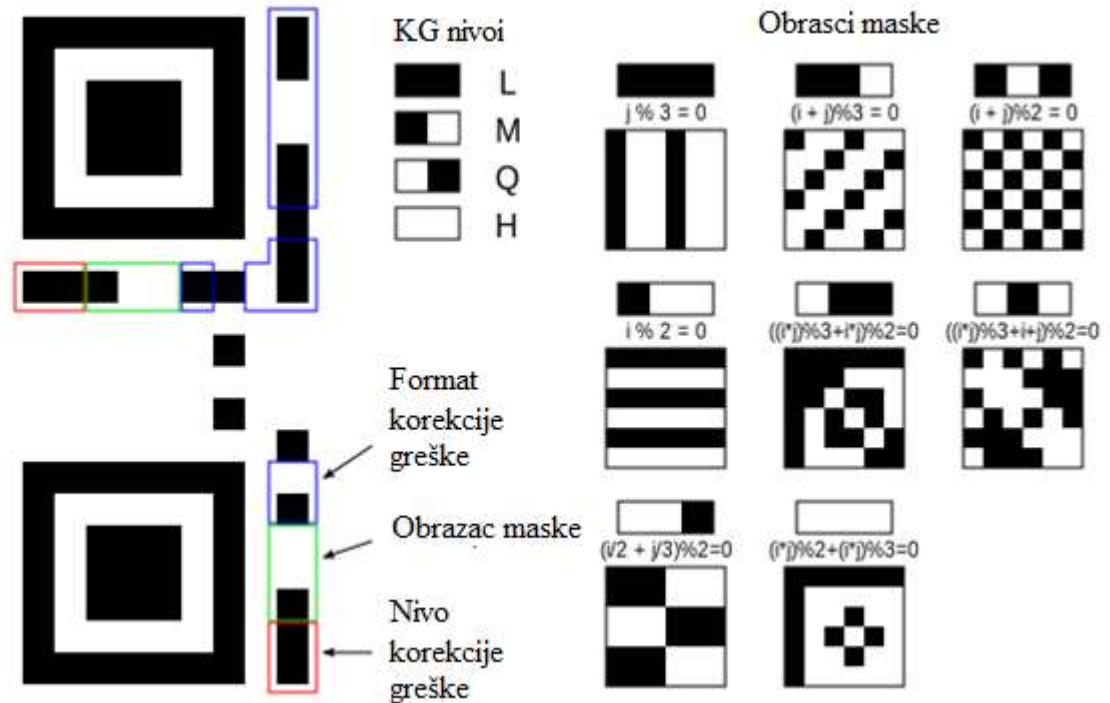 KG nivoi
L
M
Q
H
Format
korekcije
greške
Obrazac maske
Nivo
korekcije
greške
Obrasci maske
j % 3 = 0
(i + j)%3 = 0
(i + j)%2 = 0
i % 2 = 0
((i*j)%3+i*j)%2=0
((i*j)%3+i+j)%2=0
(i/2 + j/3)%2=0
(i*j)%2+(i*j)%3=0